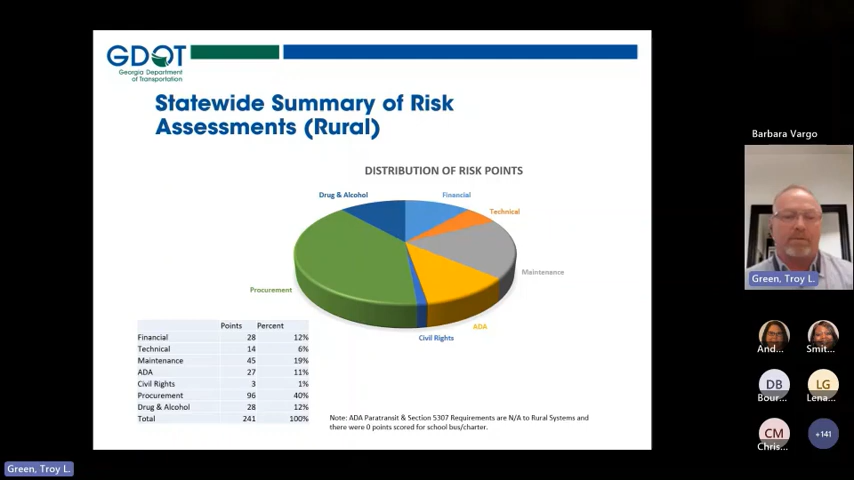 GDOT
Georgia Department
of Transportation
Statewide Summary of Risk
Assessments (Rural)
DISTRIBUTION OF RISK POINTS
Drug & Alcohol
Financial
Technical
Maintenance
Procurement
ADA
Civil Rights
Points Percent
Financial 28 12%
Technical 14 6%
Maintenance 45 19%
ADA 27 11%
Civil Rights 3 1%
Procurement 96 40%
Drug & Alcohol 28 12%
Total 241 100%
Note: ADA Paratransit & Section 5307 Requirements are N/A to Rural Systems and
there were 0 points scored for school bus/charter.
Barbara Vargo
Green, Troy L.
And... Smit...
DB LG
Bour... Lena...
CM +141
Chris...
Green, Troy L.